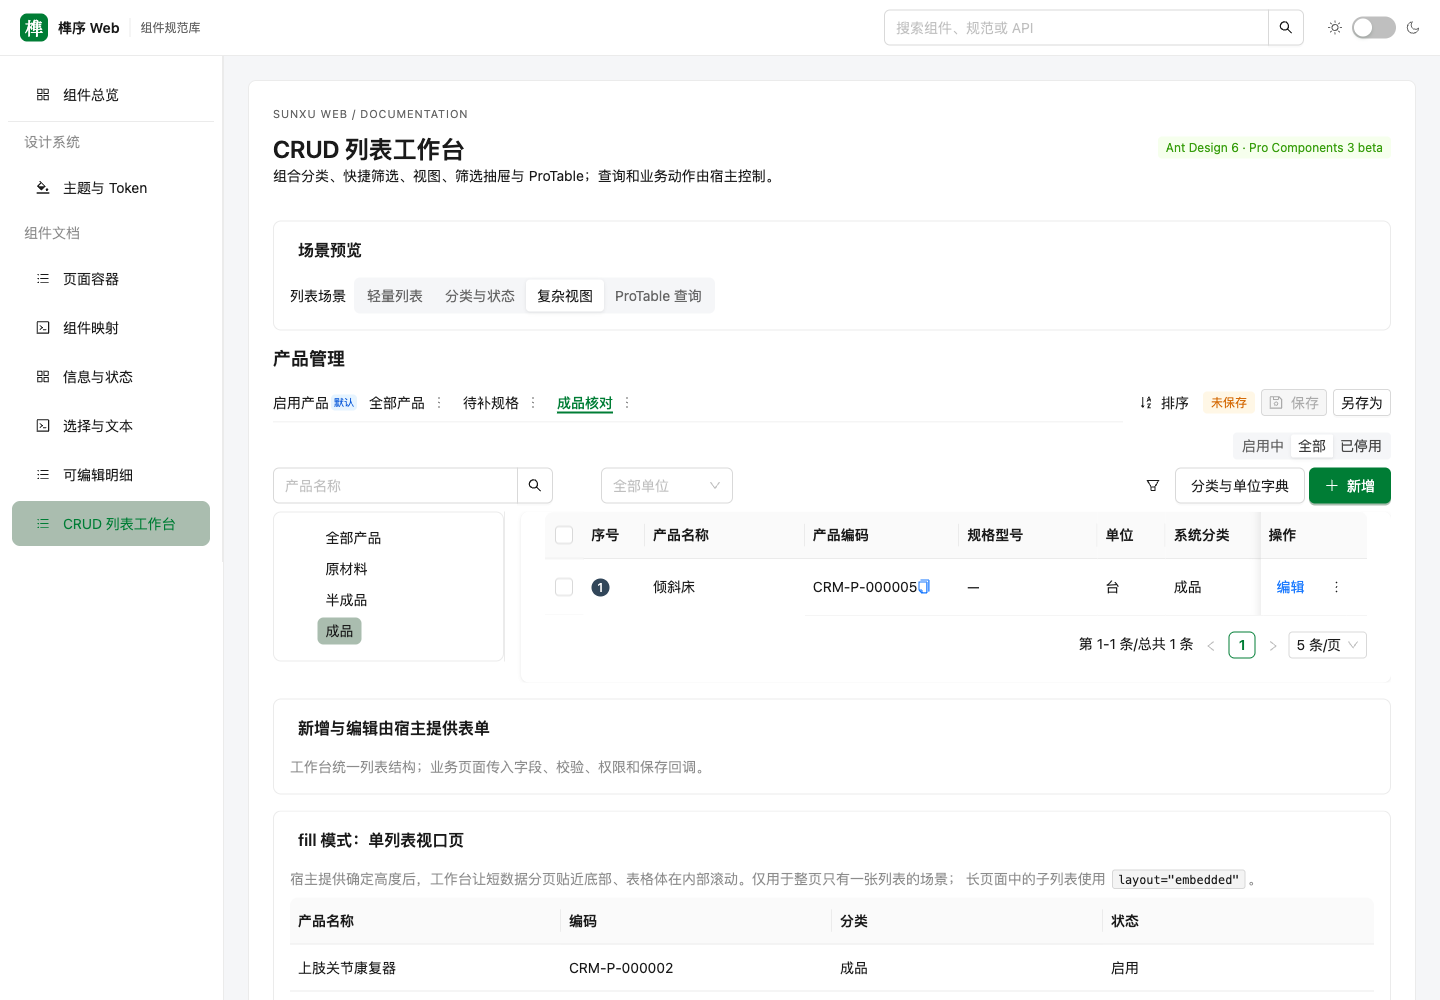 榫 榫序 Web 组件规范库 搜索组件、规范或 API
组件总览
设计系统
主题与 Token
组件文档
页面容器
组件映射
信息与状态
选择与文本
可编辑明细
CRUD 列表工作台
SUNXU WEB / DOCUMENTATION
CRUD 列表工作台
Ant Design 6 · Pro Components 3 beta
组合分类、快捷筛选、视图、筛选抽屉与 ProTable；查询和业务动作由宿主控制。
场景预览
列表场景 轻量列表 分类与状态 复杂视图 ProTable 查询
产品管理
启用产品 默认 全部产品 待补规格 成品核对 排序 未保存 保存 另存为
启用中 全部 已停用
产品名称 全部单位 分类与单位字典 新增
全部产品
原材料
半成品
成品
序号 产品名称 产品编码 规格型号 单位 系统分类 操作
1 倾斜床 CRM-P-000005 — 台 成品 编辑
第 1-1 条/总共 1 条 1 5 条/页
新增与编辑由宿主提供表单
工作台统一列表结构；业务页面传入字段、校验、权限和保存回调。
fill 模式：单列表视口页
宿主提供确定高度后，工作台让短数据分页贴近底部、表格体在内部滚动。仅用于整页只有一张列表的场景； 长页面中的子列表使用 layout="embedded" 。
产品名称 编码 分类 状态
上肢关节康复器 CRM-P-000002 成品 启用